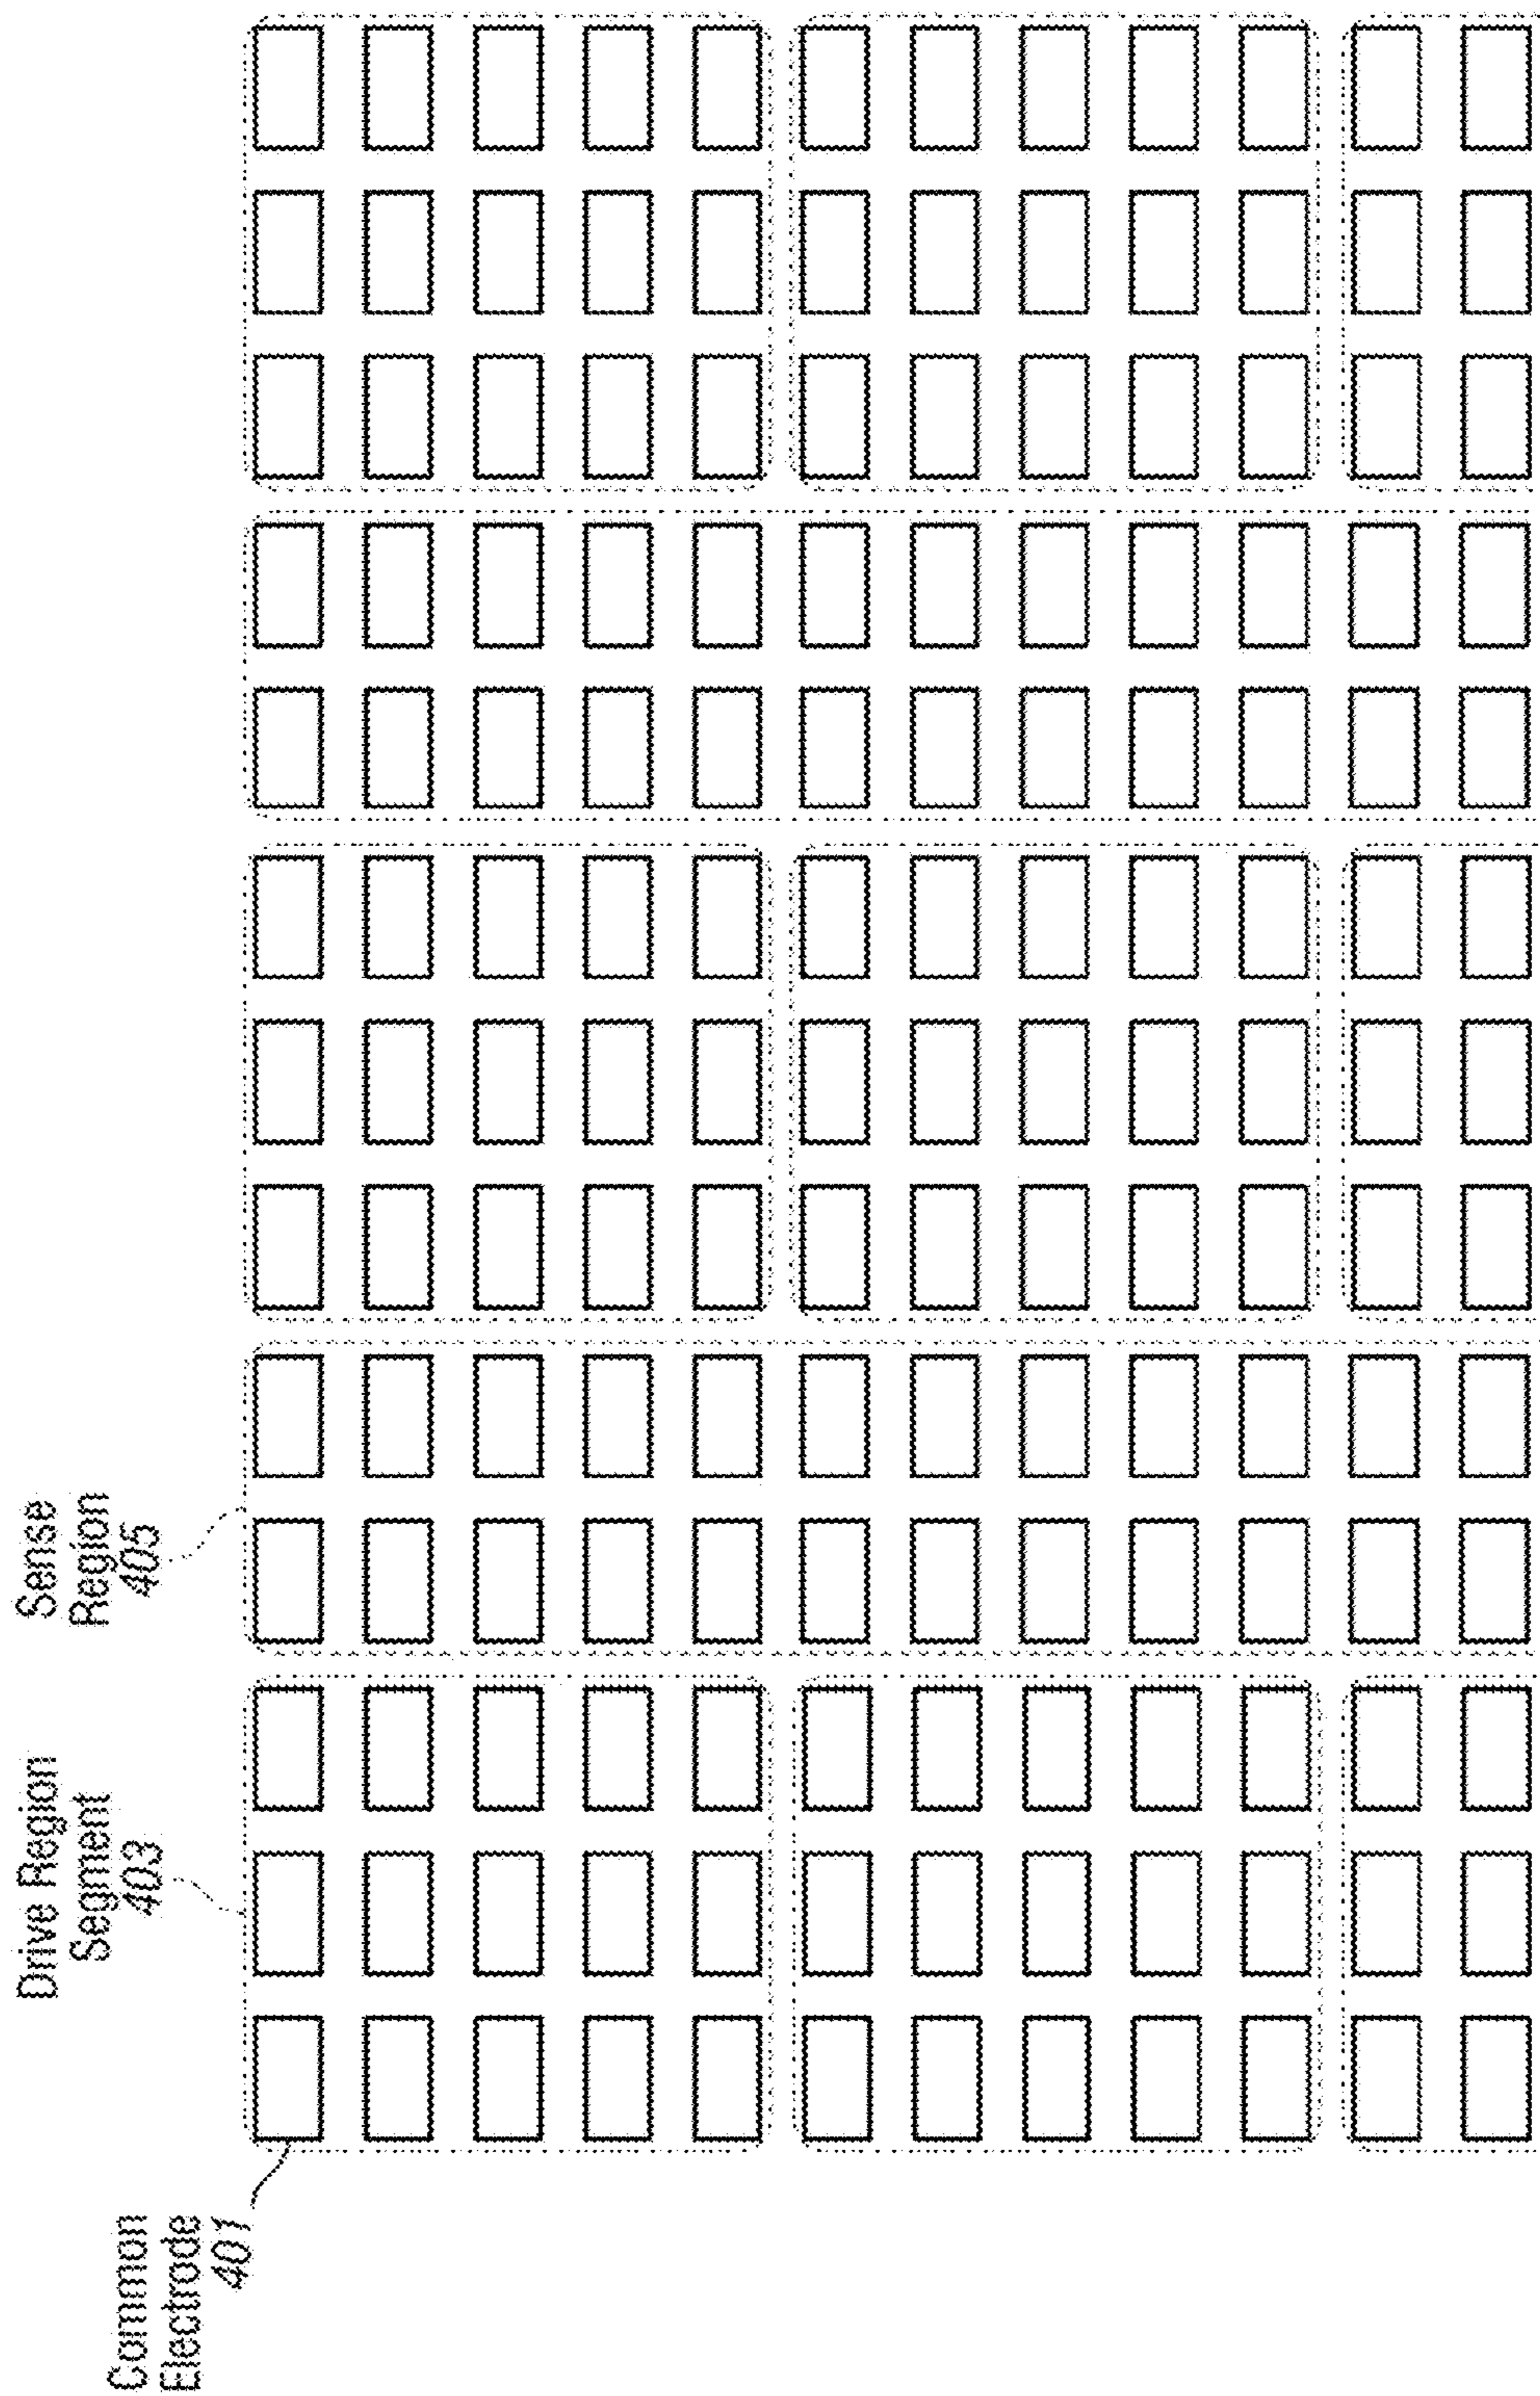 Common
Electrode
401
Drive Region
Segment
403
Sense
Region
405